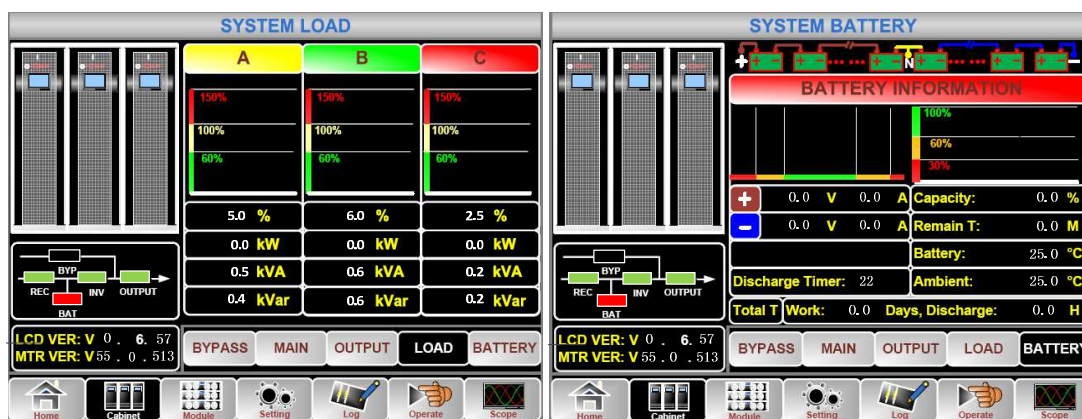 SYSTEM LOAD
A B C
150% 150% 150%
100% 100% 100%
60% 60% 60%
5.0 % 6.0 % 2.5 %
0.0 kW 0.0 kW 0.0 kW
0.5 kVA 0.6 kVA 0.2 kVA
0.4 kVar 0.6 kVar 0.2 kVar
BYP
REC INV OUTPUT
BAT
LCD VER: V 0 . 6. 57
MTR VER: V 55 . 0 . 513
BYPASS MAIN OUTPUT LOAD BATTERY
Home Cabinet Module Setting Log Operate Scope
SYSTEM BATTERY
+ + - + - + - N + - + - + - -
BATTERY INFORMATION
100%
60%
30%
+ 0.0 V 0.0 A Capacity: 0.0 %
- 0.0 V 0.0 A Remain T: 0.0 M
Battery: 25.0 °C
Discharge Timer: 22 Ambient: 25.0 °C
Total T Work: 0.0 Days, Discharge: 0.0 H
BYP
REC INV OUTPUT
BAT
LCD VER: V 0 . 6. 57
MTR VER: V 55 . 0 . 513
BYPASS MAIN OUTPUT LOAD BATTERY
Home Cabinet Module Setting Log Operate Scope